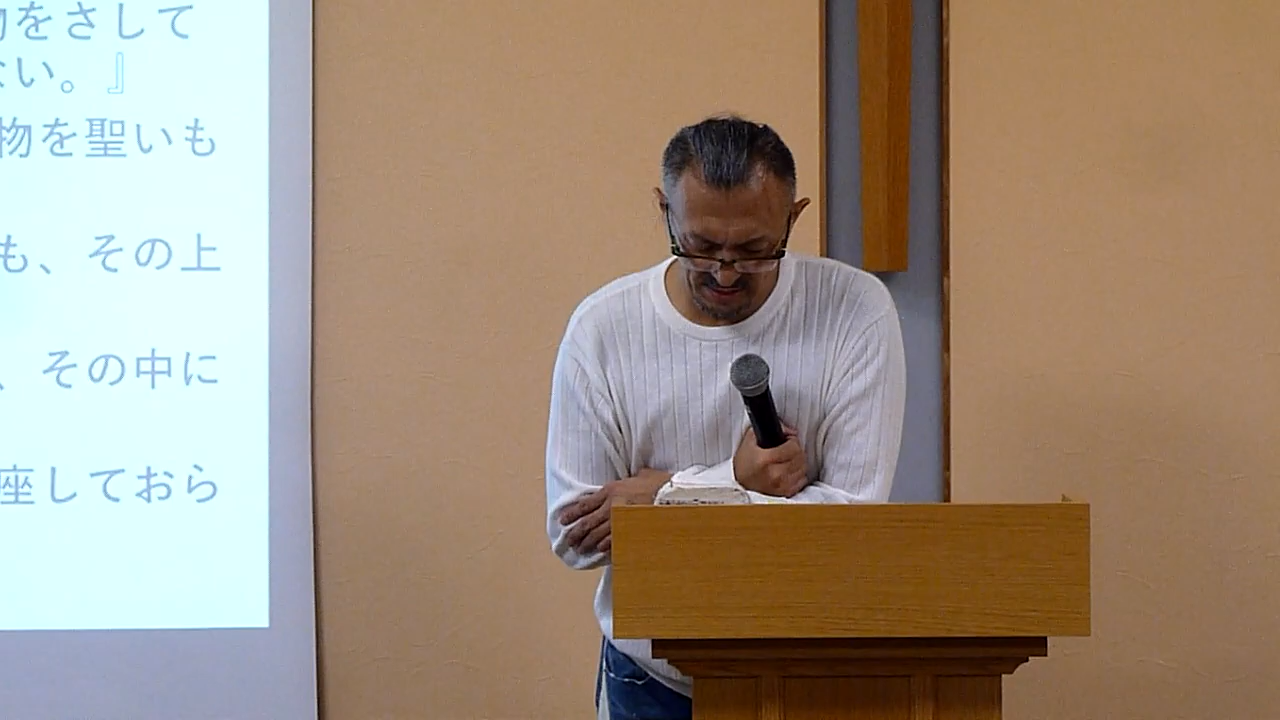 をさして
い。』
物を聖いも
も、その上
、その中に
座しておら